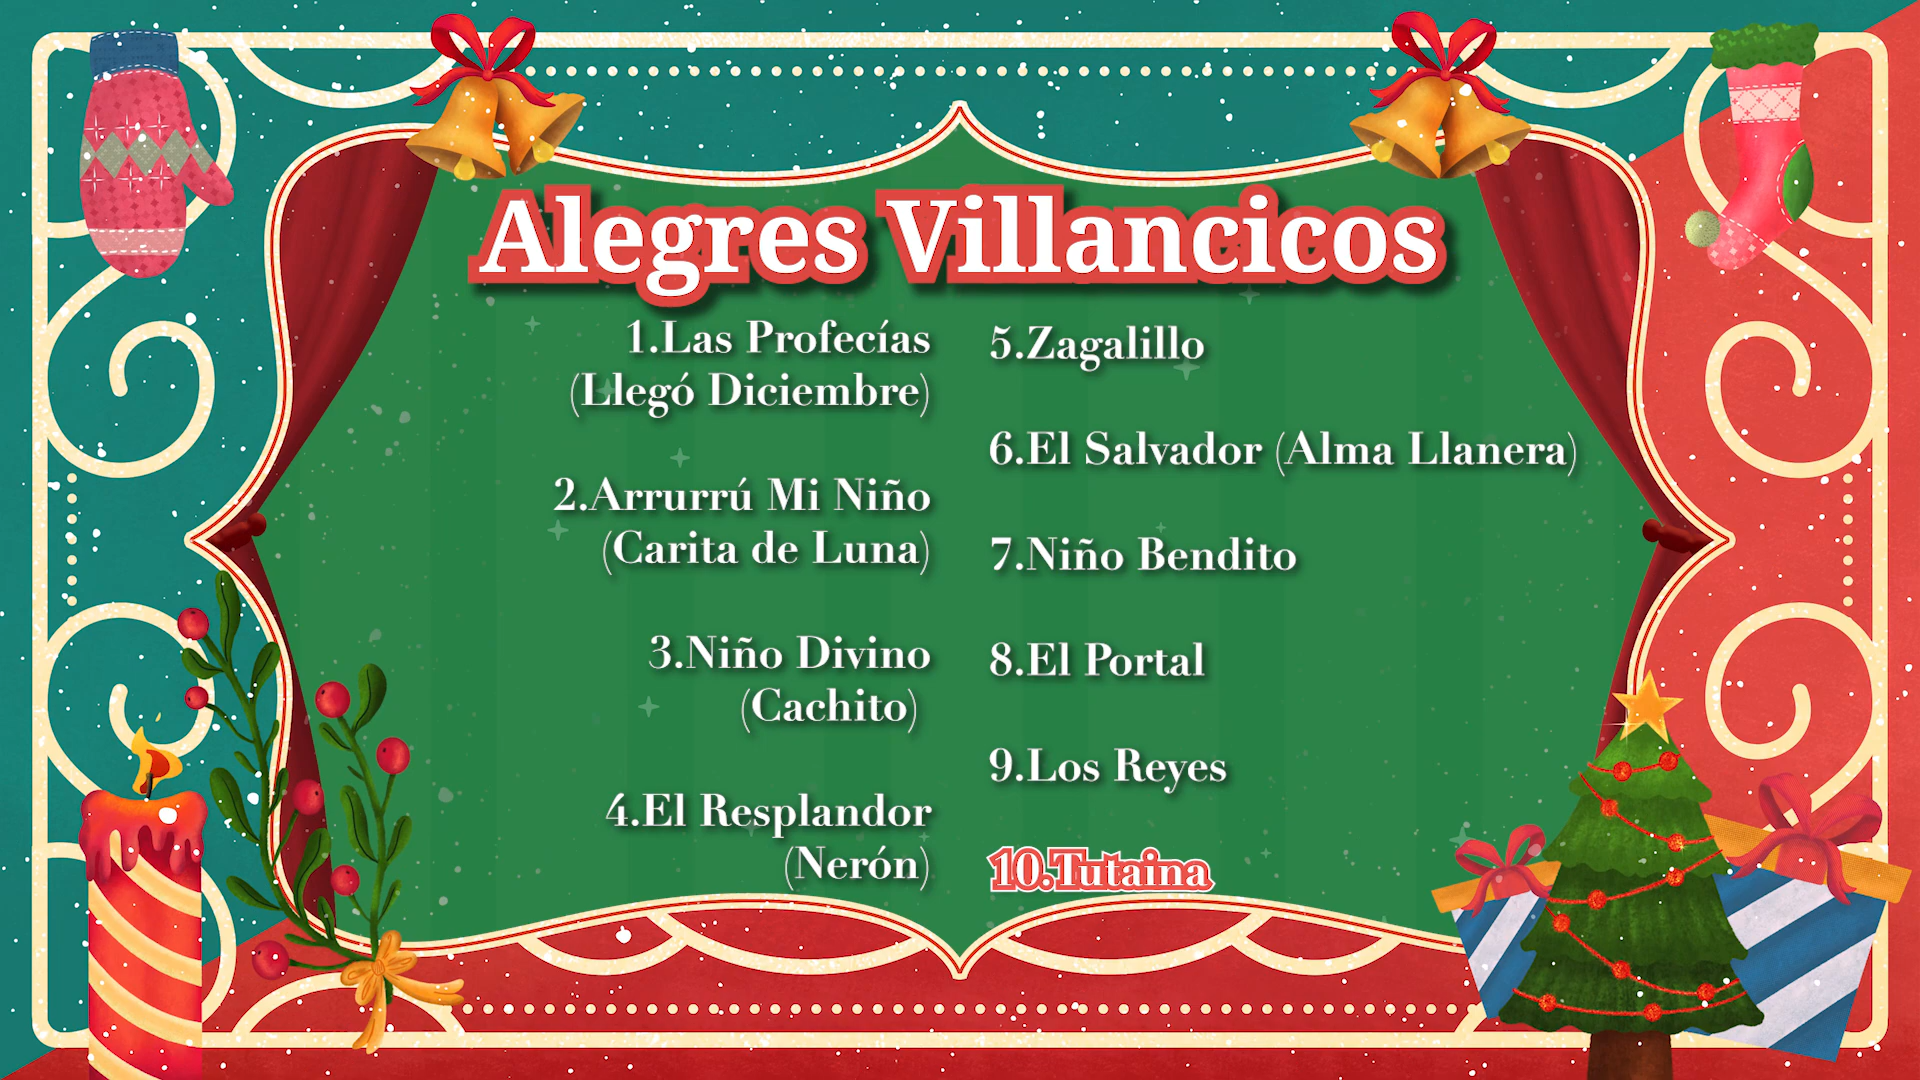 Alegres Villancicos
1.Las Profecías
(Llegó Diciembre)
2.Arrurrú Mi Niño
(Carita de Luna)
3.Niño Divino
(Cachito)
4.El Resplandor
(Nerón)
5.Zagalillo
6.El Salvador (Alma Llanera)
7.Niño Bendito
8.El Portal
9.Los Reyes
10.Tutaina